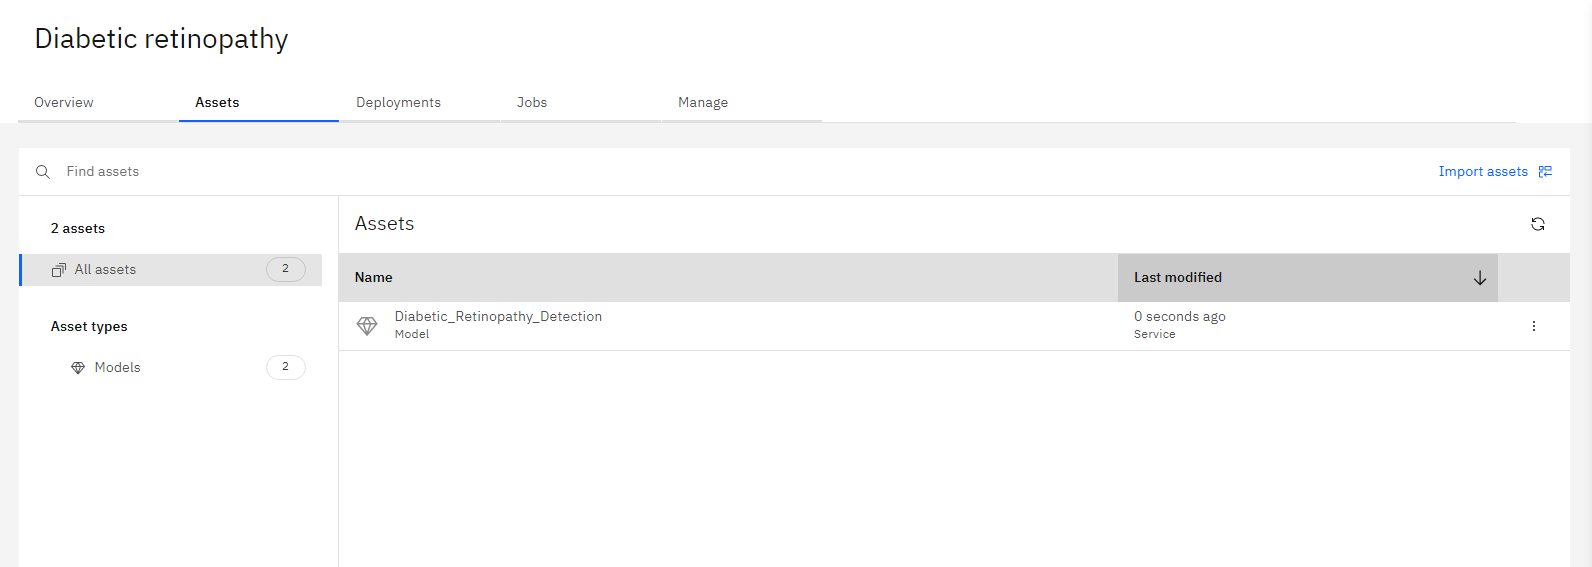 Diabetic retinopathy
Overview
Assets
Deployments
Jobs
Manage
Find assets
Import assets
2 assets
All assets
2
Asset types
Models
2
Assets
Name
Last modified
Diabetic_Retinopathy_Detection
Model
0 seconds ago
Service